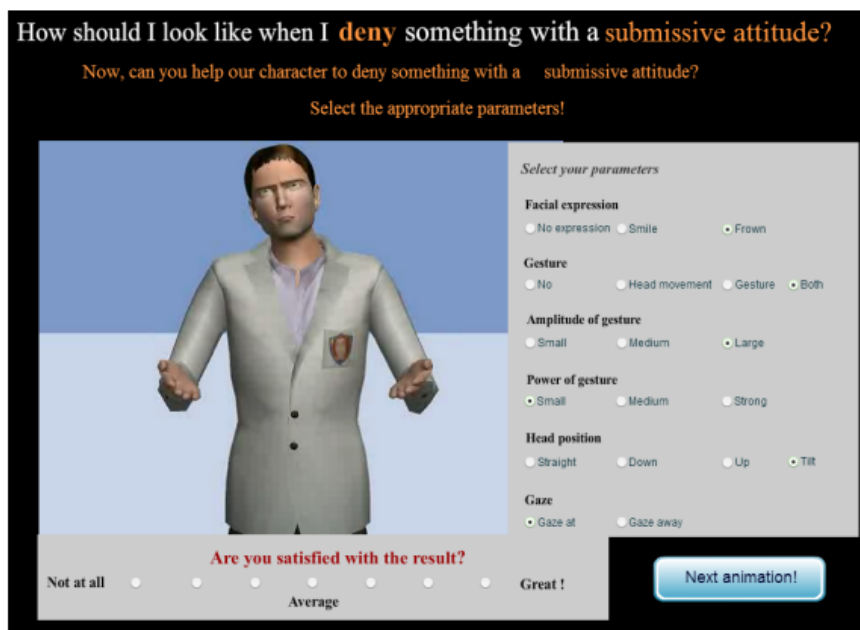 How should I look like when I deny something with a submissive attitude?
Now, can you help our character to deny something with a submissive attitude?
Select the appropriate parameters!
Select your parameters
Facial expression
No expression Smile Frown
Gesture
No Head movement Gesture Both
Amplitude of gesture
Small Medium Large
Power of gesture
Small Medium Strong
Head position
Straight Down Up Tilt
Gaze
Gaze at Gaze away
Are you satisfied with the result?
Not at all Great !
Average
Next animation!